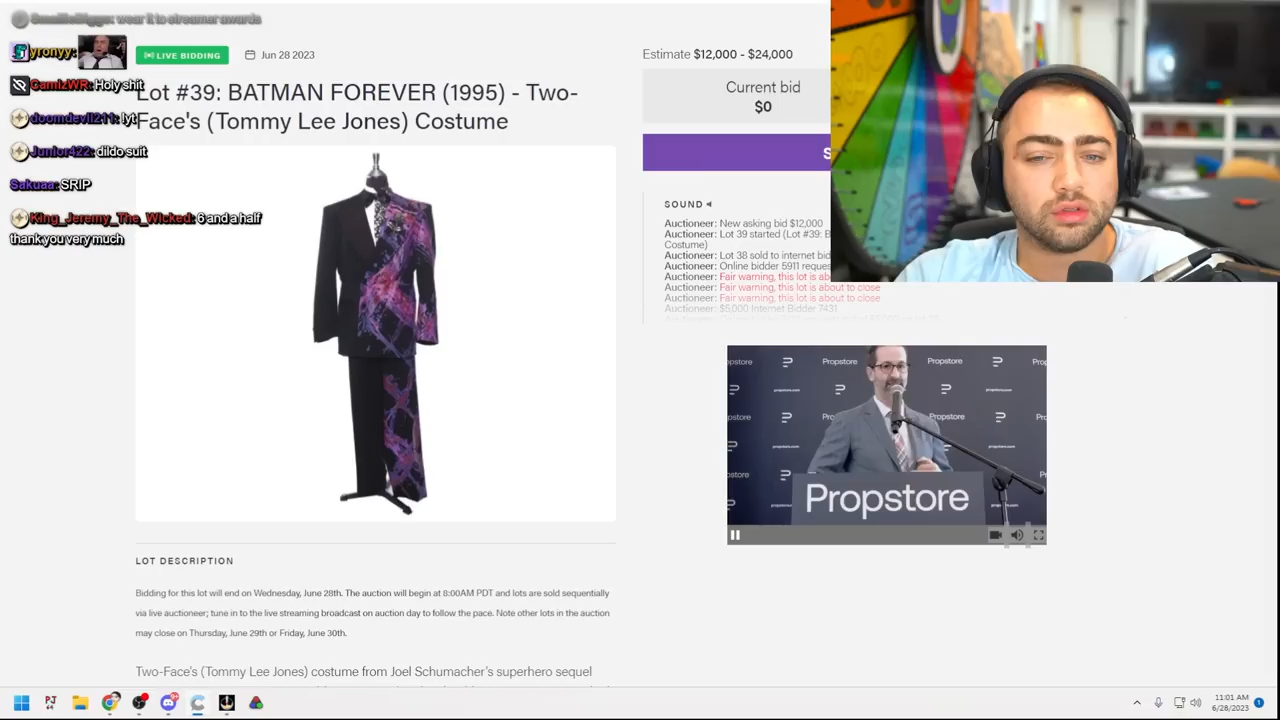 SmallieBiggs: wear it to streamer awards
yronyy:
CamizWR: Holy shit
doomdevil211: lyt
Junior422: dildo suit
Sakuaa: SRIP
King_Jeremy_The_Wicked: 6 and a half
thank you very much
LIVE BIDDING
Jun 28 2023
Lot #39: BATMAN FOREVER (1995) - Two-
Face's (Tommy Lee Jones) Costume
Estimate $12,000 - $24,000
Current bid
$0
S
SOUND
Auctioneer: New asking bid $12,000
Auctioneer: Lot 39 started (Lot #39: B
Costume)
Auctioneer: Lot 38 sold to internet bid
Auctioneer: Online bidder 5911 reques
Auctioneer: Fair warning, this lot is abo
Auctioneer: Fair warning, this lot is about to close
Auctioneer: Fair warning, this lot is about to close
Auctioneer: $5,000 Internet Bidder 7431
Propstore
Propstore
propstore.com
Propstore
propstore.com
Propstore
LOT DESCRIPTION
Bidding for this lot will end on Wednesday, June 28th. The auction will begin at 8:00AM PDT and lots are sold sequentially
via live auctioneer; tune in to the live streaming broadcast on auction day to follow the pace. Note other lots in the auction
may close on Thursday, June 29th or Friday, June 30th.
Two-Face's (Tommy Lee Jones) costume from Joel Schumacher's superhero sequel
11:01 AM
6/28/2023